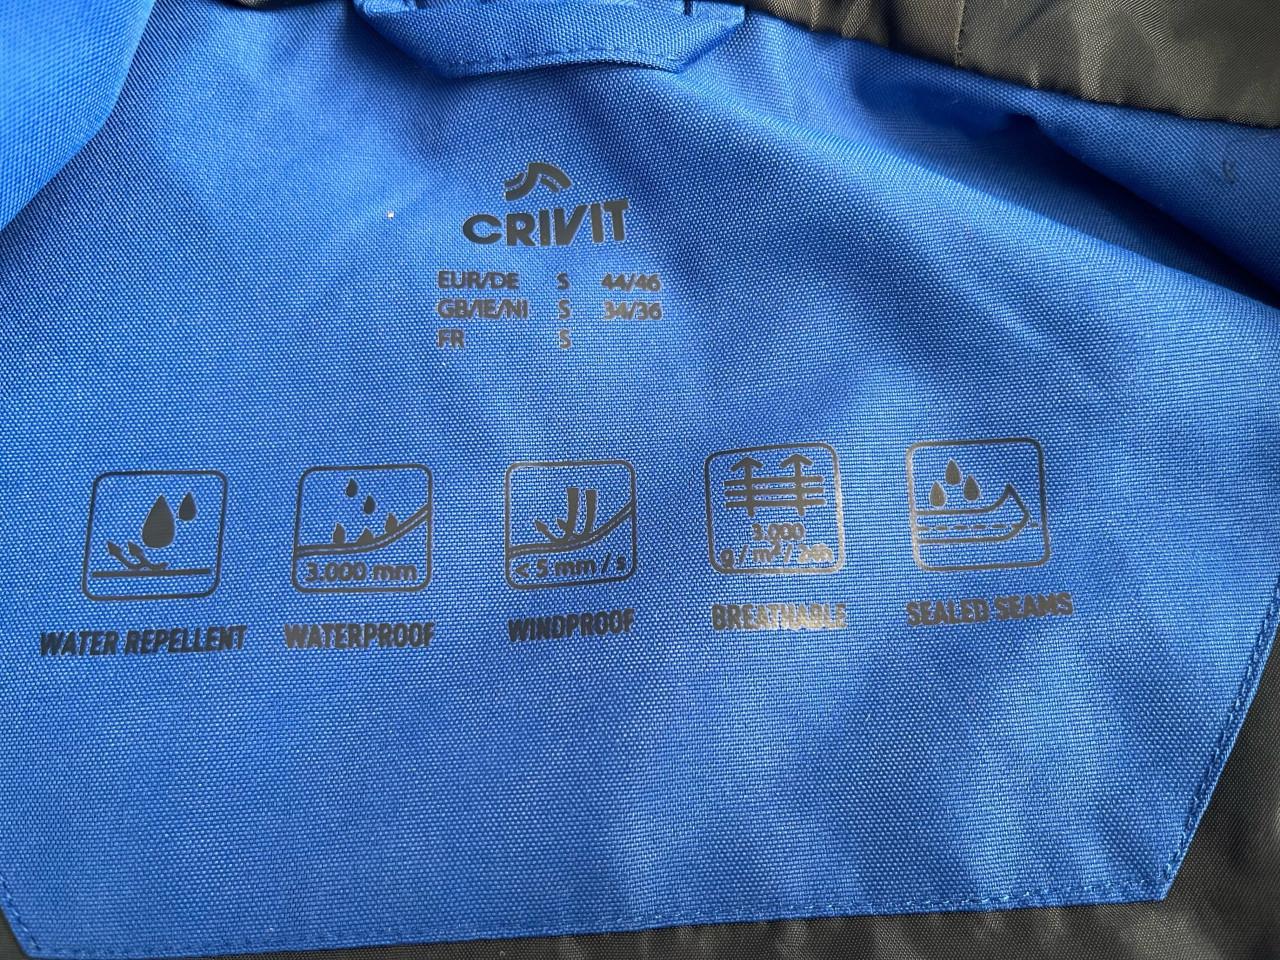 CRIVIT
EUR/DE S 44/46
GB/IE/NI S 34/36
FR S
3.000 mm
< 5 mm / s
3.000
g / m² / 24h
WATER REPELLENT
WATERPROOF
WINDPROOF
BREATHABLE
SEALED SEAMS